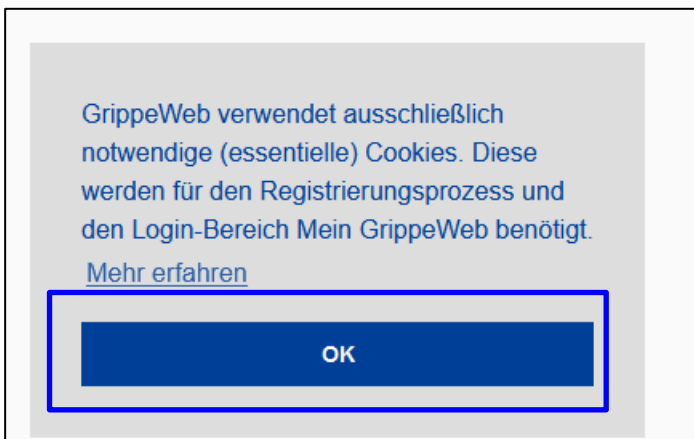 GrippeWeb verwendet ausschließlich
notwendige (essentielle) Cookies. Diese
werden für den Registrierungsprozess und
den Login-Bereich Mein GrippeWeb benötigt.
Mehr erfahren
OK